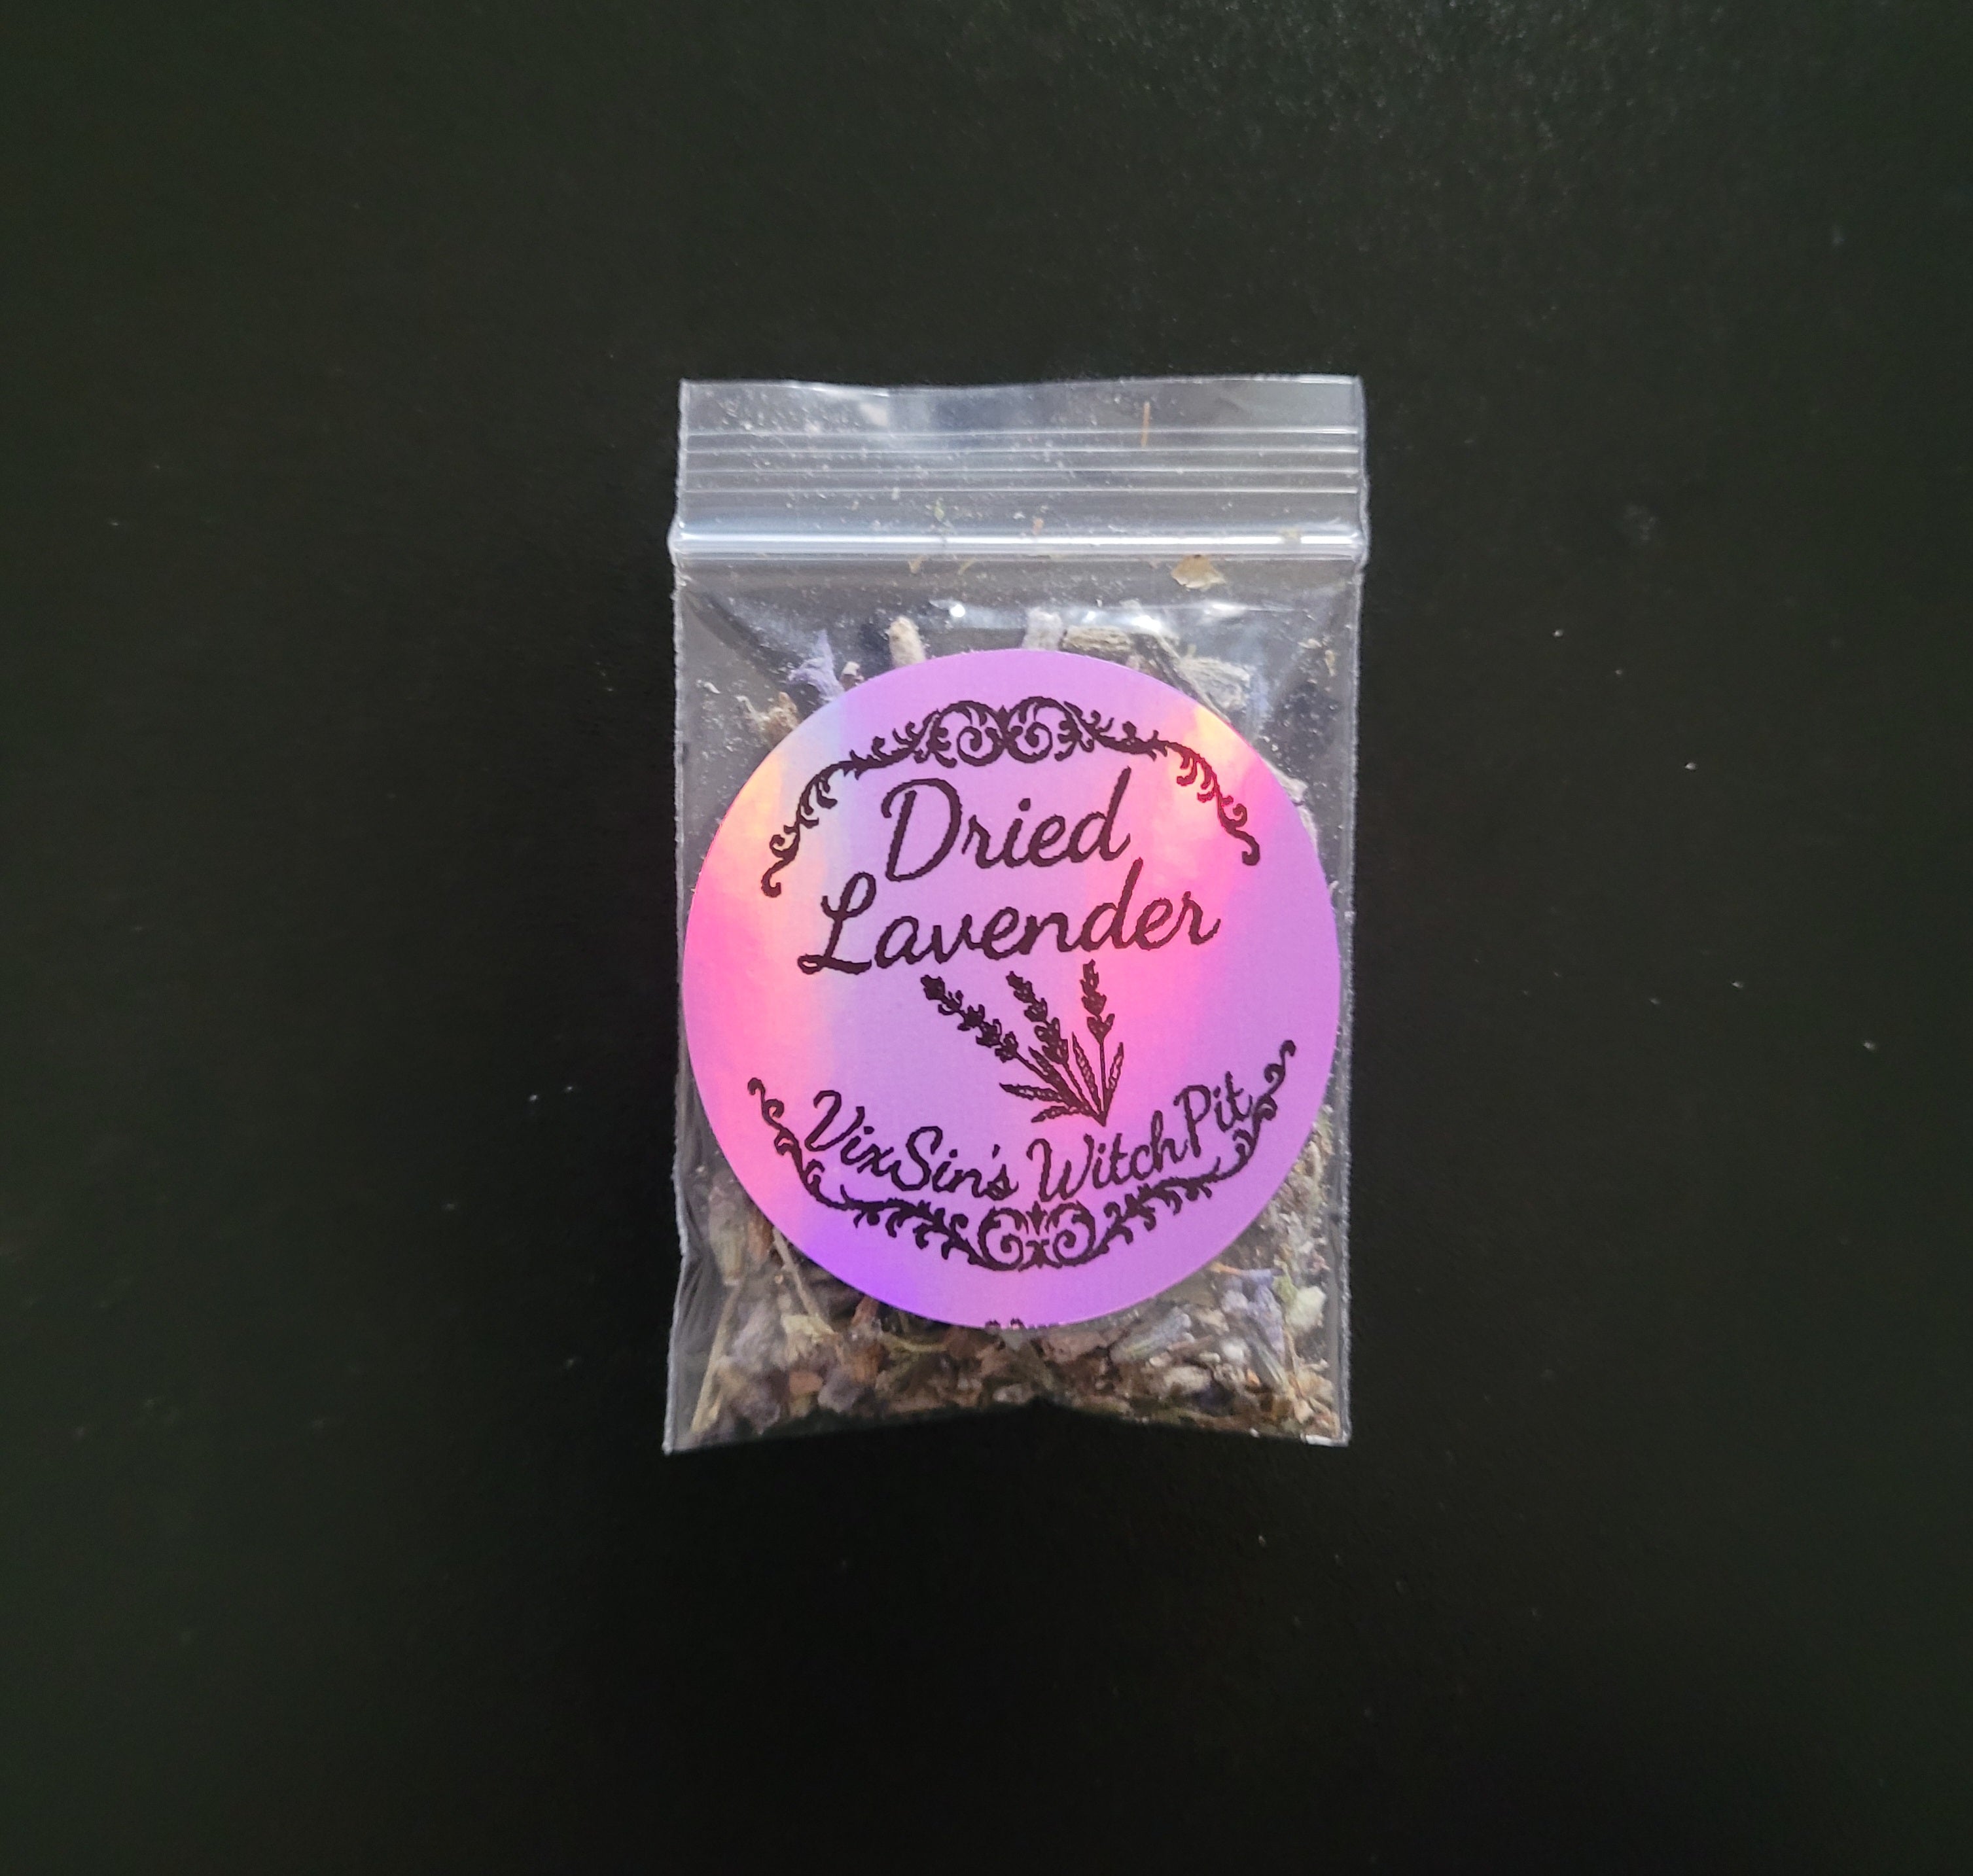 Dried
Lavender
VixSin's WitchPit